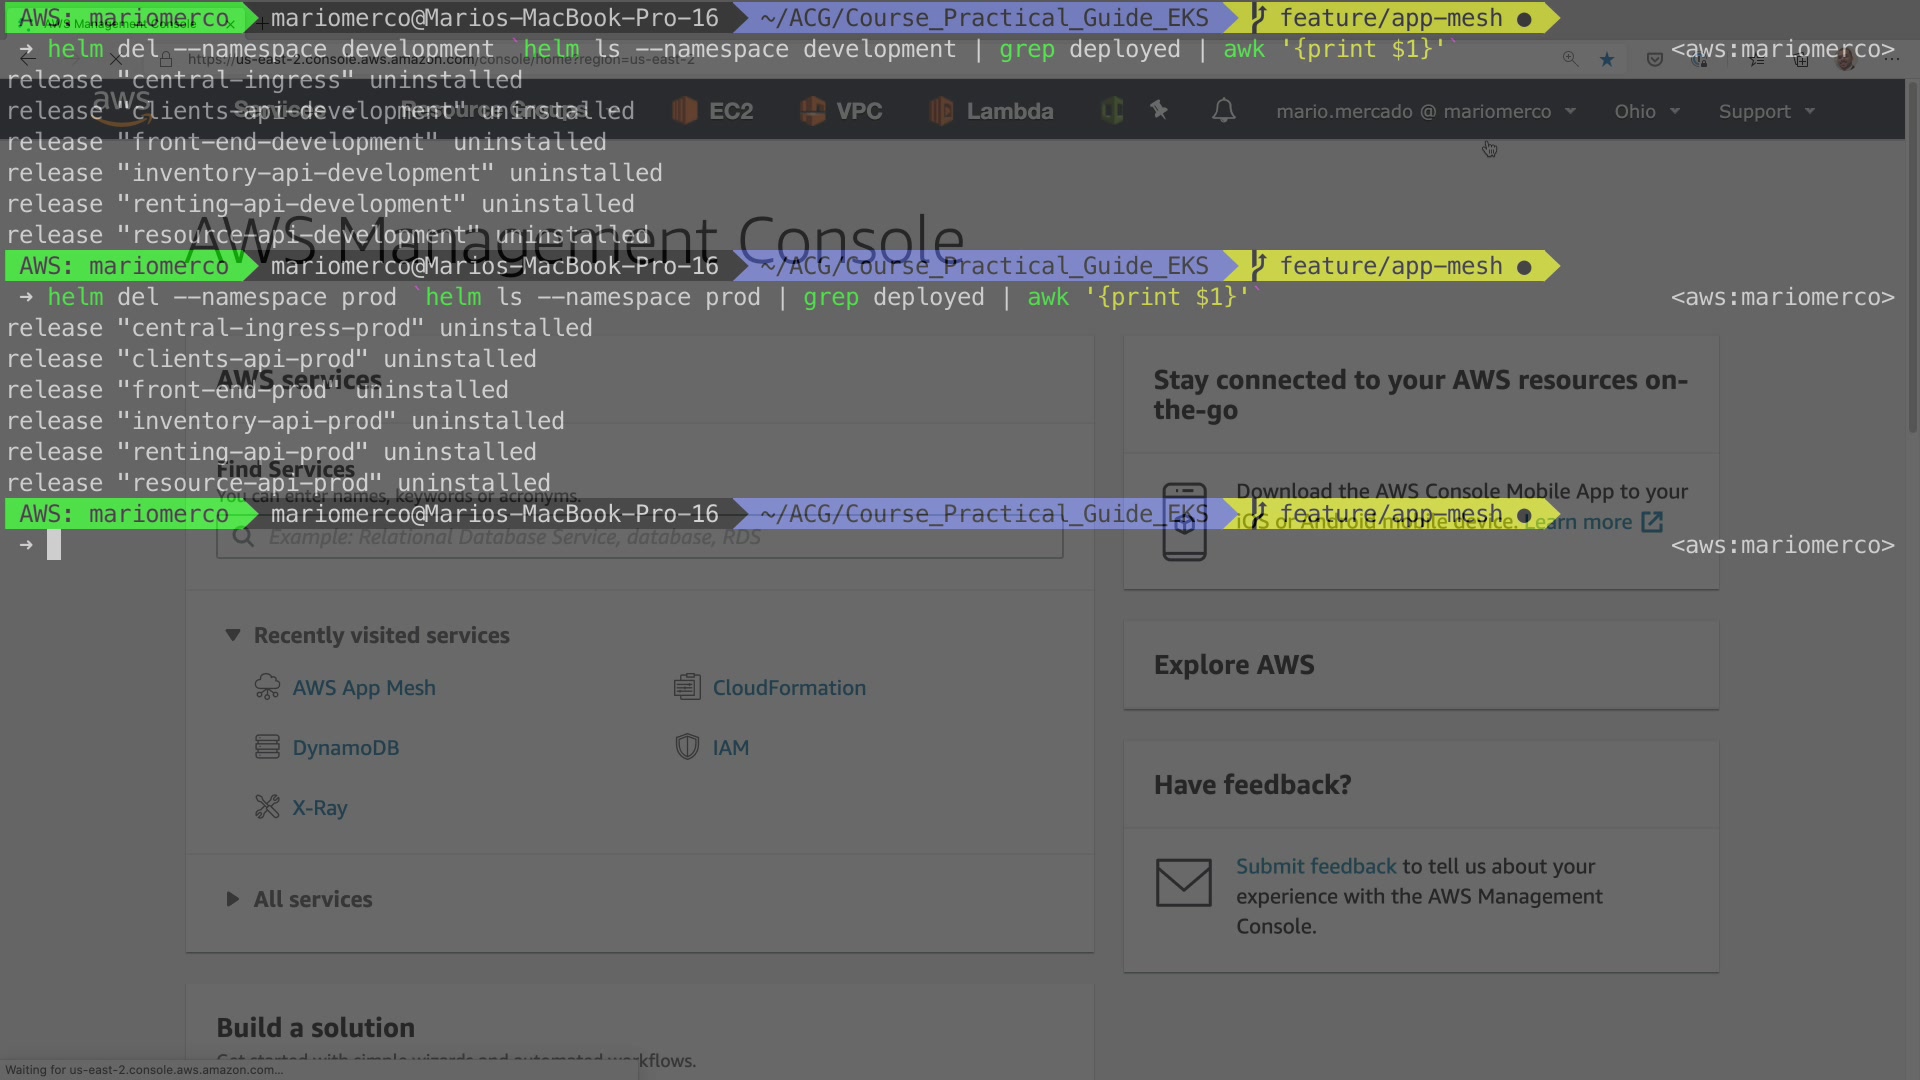 AWS: mariomerco mariomerco@Marios-MacBook-Pro-16 ~/ACG/Course_Practical_Guide_EKS feature/app-mesh ●
AWS Management Console
➜ helm del --namespace development `helm ls --namespace development | grep deployed | awk '{print $1}'` <aws:mariomerco>
https://us-east-2.console.aws.amazon.com/console/home?region=us-east-2
release "central-ingress" uninstalled
release "clients-api-development" uninstalled
aws Services Resource Groups EC2 VPC Lambda mario.mercado @ mariomerco Ohio Support
release "front-end-development" uninstalled
release "inventory-api-development" uninstalled
release "renting-api-development" uninstalled
release "resource-api-development" uninstalled
AWS Management Console
AWS: mariomerco mariomerco@Marios-MacBook-Pro-16 ~/ACG/Course_Practical_Guide_EKS feature/app-mesh ●
➜ helm del --namespace prod `helm ls --namespace prod | grep deployed | awk '{print $1}'` <aws:mariomerco>
release "central-ingress-prod" uninstalled
release "clients-api-prod" uninstalled
release "front-end-prod" uninstalled
release "inventory-api-prod" uninstalled
release "renting-api-prod" uninstalled
release "resource-api-prod" uninstalled
AWS: mariomerco mariomerco@Marios-MacBook-Pro-16 ~/ACG/Course_Practical_Guide_EKS feature/app-mesh ●
➜ <aws:mariomerco>
AWS services
Find Services
You can enter names, keywords or acronyms.
Example: Relational Database Service, database, RDS
Recently visited services
AWS App Mesh
CloudFormation
DynamoDB
IAM
X-Ray
All services
Build a solution
Get started with simple wizards and automated workflows.
Stay connected to your AWS resources on-
the-go
Download the AWS Console Mobile App to your
iOS or Android mobile device. Learn more
Explore AWS
Have feedback?
Submit feedback to tell us about your
experience with the AWS Management
Console.
Waiting for us-east-2.console.aws.amazon.com...